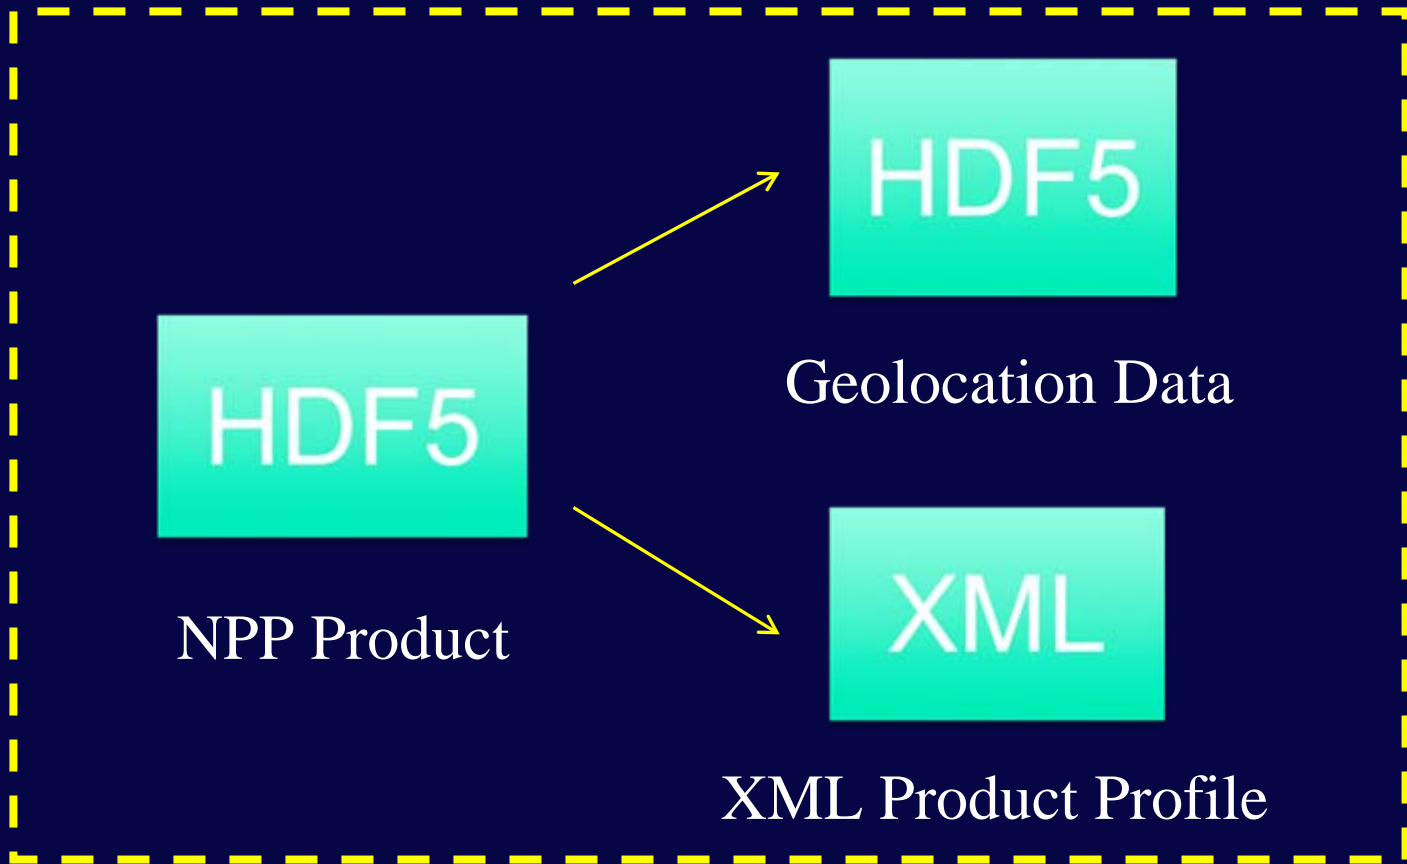 HDF5
NPP Product
HDF5
Geolocation Data
XML
XML Product Profile